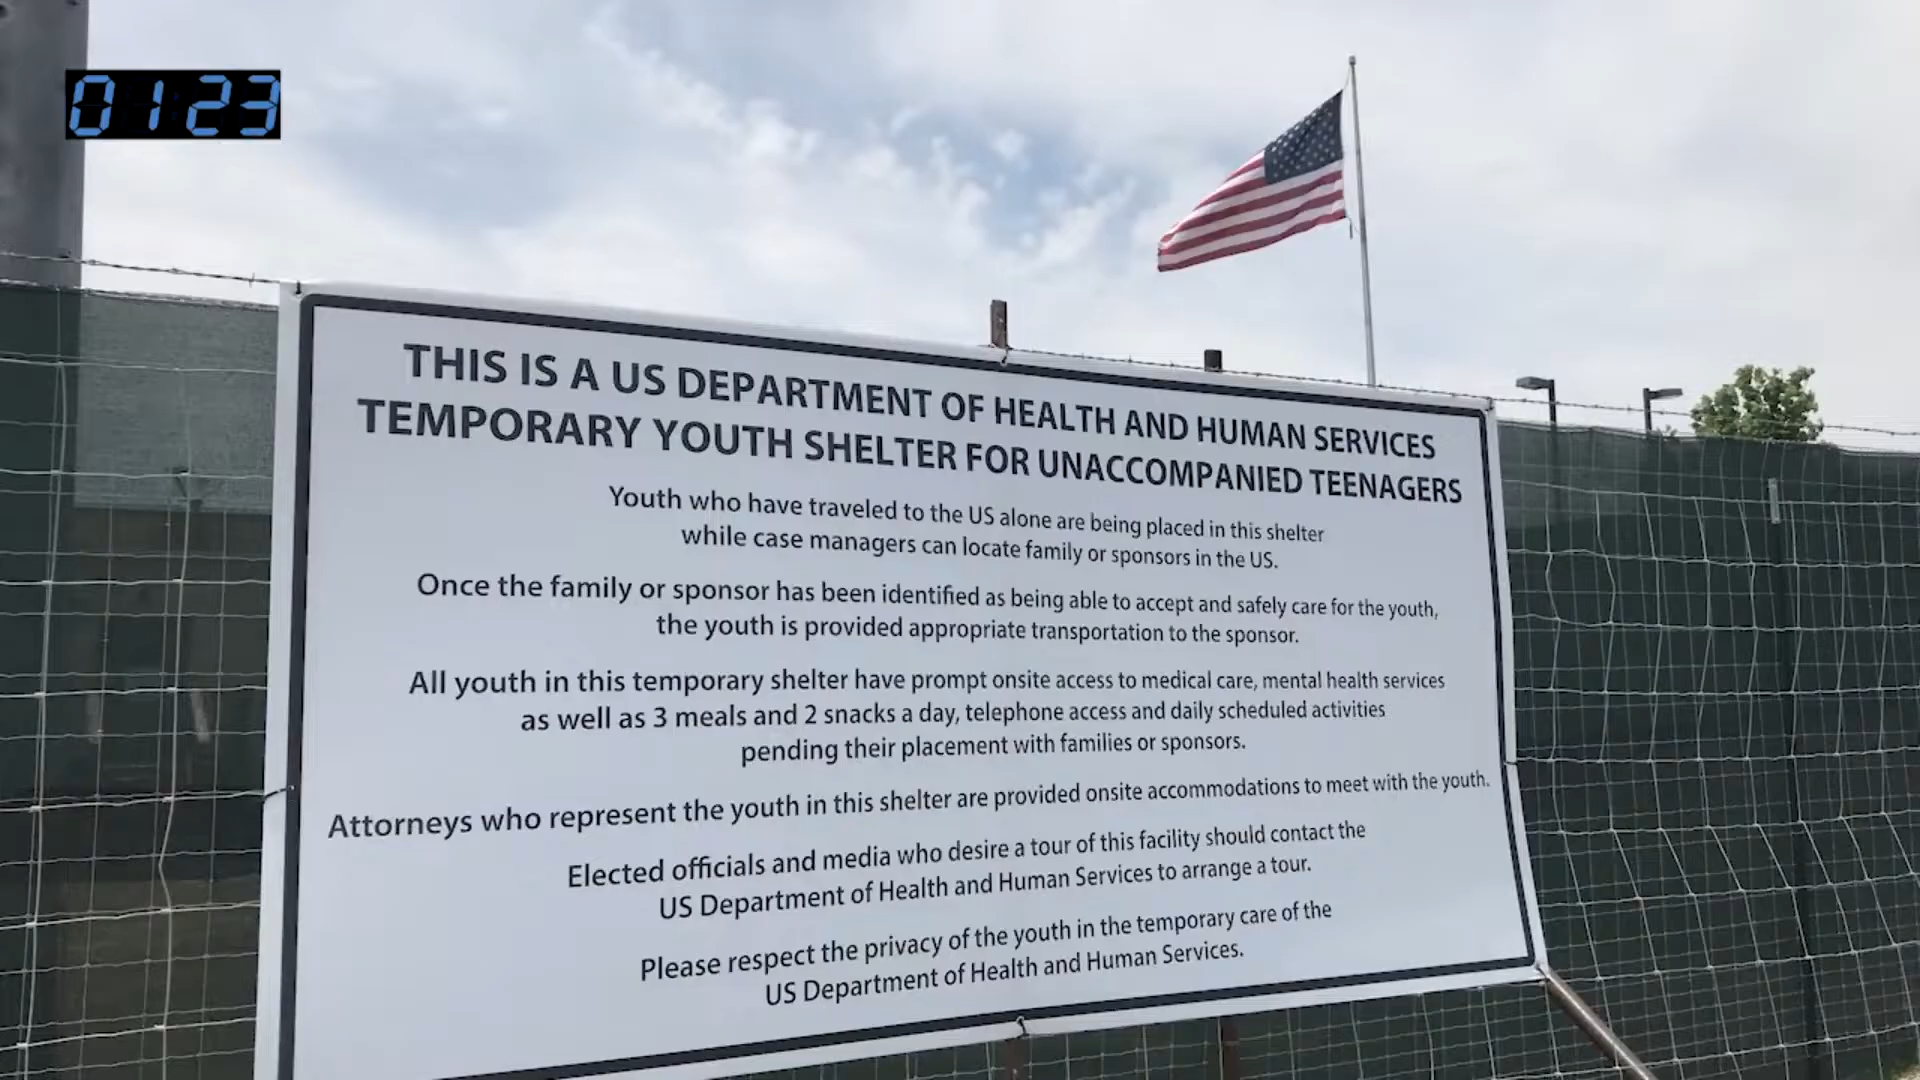 01:23
THIS IS A US DEPARTMENT OF HEALTH AND HUMAN SERVICES
TEMPORARY YOUTH SHELTER FOR UNACCOMPANIED TEENAGERS
Youth who have traveled to the US alone are being placed in this shelter
while case managers can locate family or sponsors in the US.
Once the family or sponsor has been identified as being able to accept and safely care for the youth,
the youth is provided appropriate transportation to the sponsor.
All youth in this temporary shelter have prompt onsite access to medical care, mental health services
as well as 3 meals and 2 snacks a day, telephone access and daily scheduled activities
pending their placement with families or sponsors.
Attorneys who represent the youth in this shelter are provided onsite accommodations to meet with the youth.
Elected officials and media who desire a tour of this facility should contact the
US Department of Health and Human Services to arrange a tour.
Please respect the privacy of the youth in the temporary care of the
US Department of Health and Human Services.